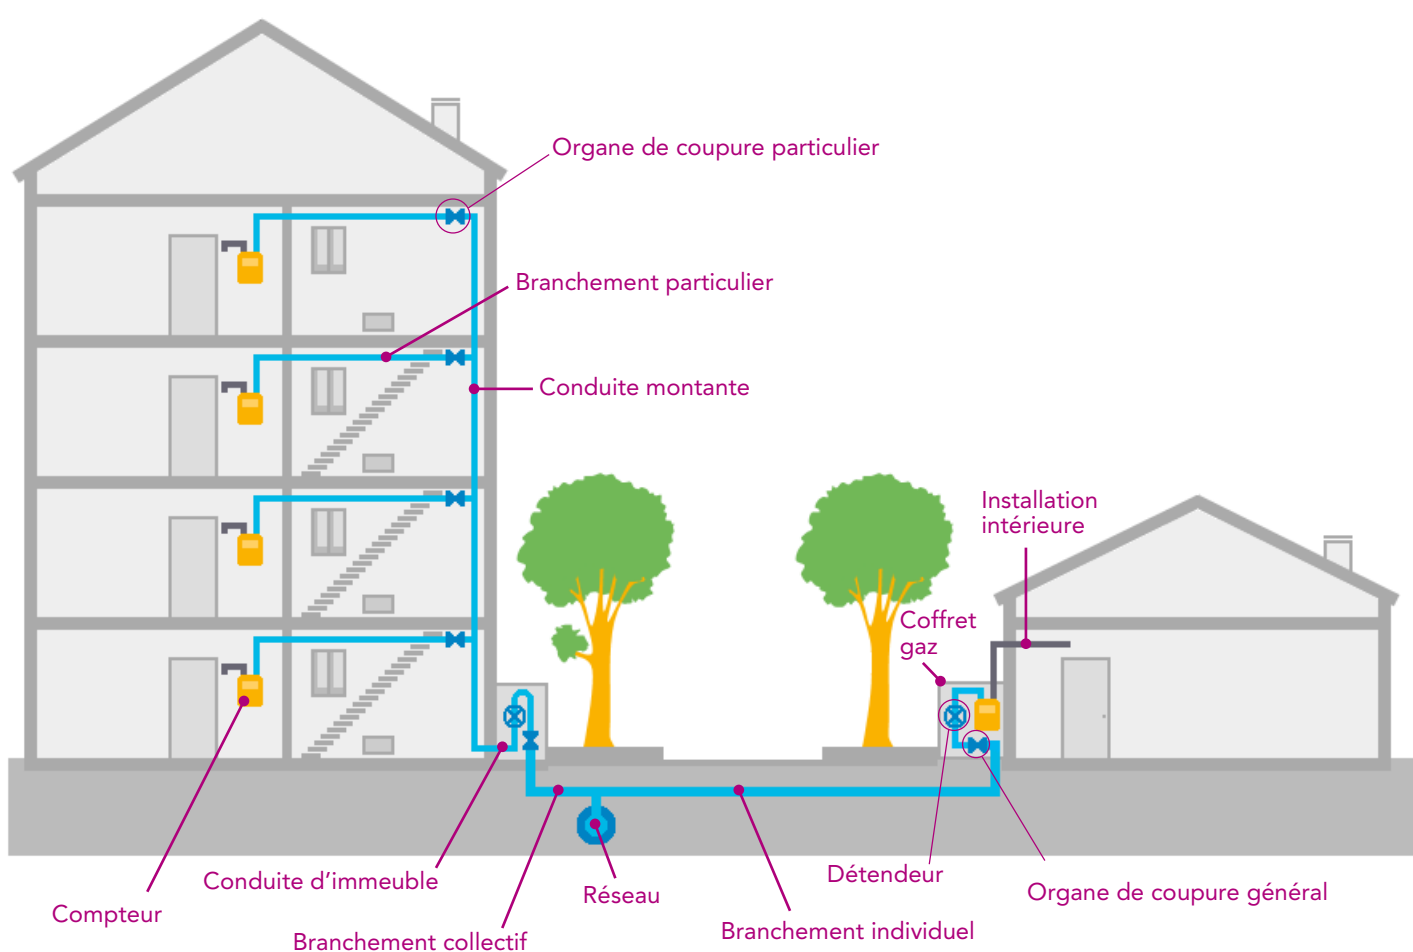 Organe de coupure particulier
Branchement particulier
Conduite montante
Installation
intérieure
Coffret
gaz
Détendeur
Conduite d’immeuble
Réseau
Organe de coupure général
Compteur
Branchement individuel
Branchement collectif